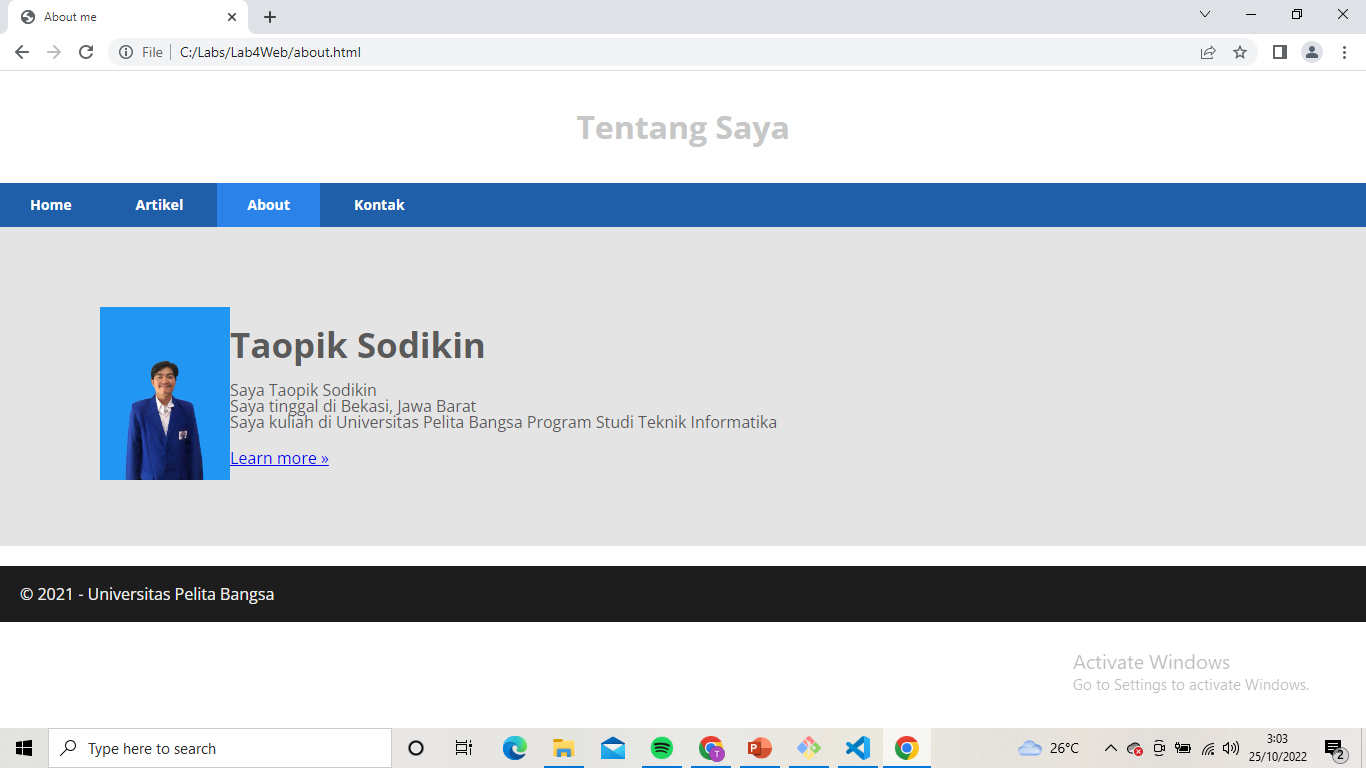 About me
File
C:/Labs/Lab4Web/about.html
Tentang Saya
Home Artikel About Kontak
Taopik Sodikin
Saya Taopik Sodikin
Saya tinggal di Bekasi, Jawa Barat
Saya kuliah di Universitas Pelita Bangsa Program Studi Teknik Informatika
Learn more »
© 2021 - Universitas Pelita Bangsa
Activate Windows
Go to Settings to activate Windows.
Type here to search
T
P
26°C
3:03
25/10/2022
2